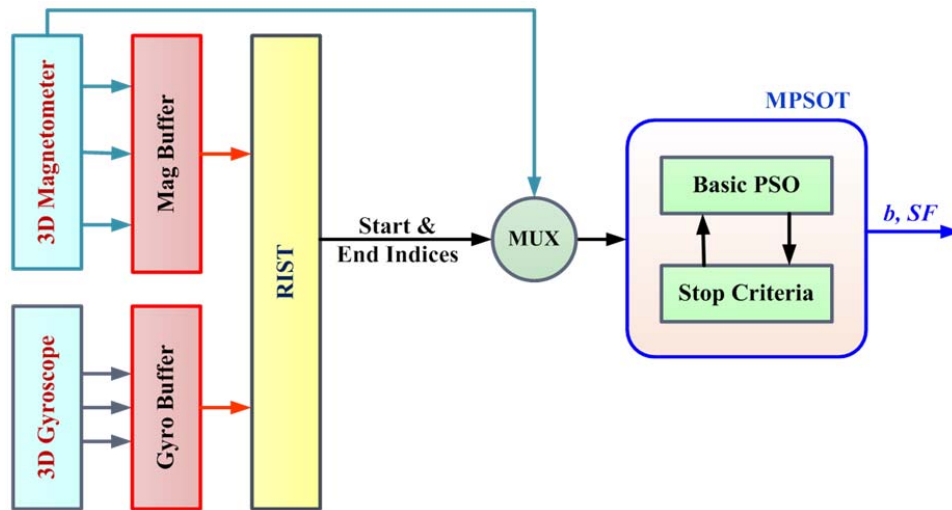 3D Magnetometer
Mag Buffer
3D Gyroscope
Gyro Buffer
RIST
Start &
End Indices
MUX
MPSOT
Basic PSO
Stop Criteria
b, SF